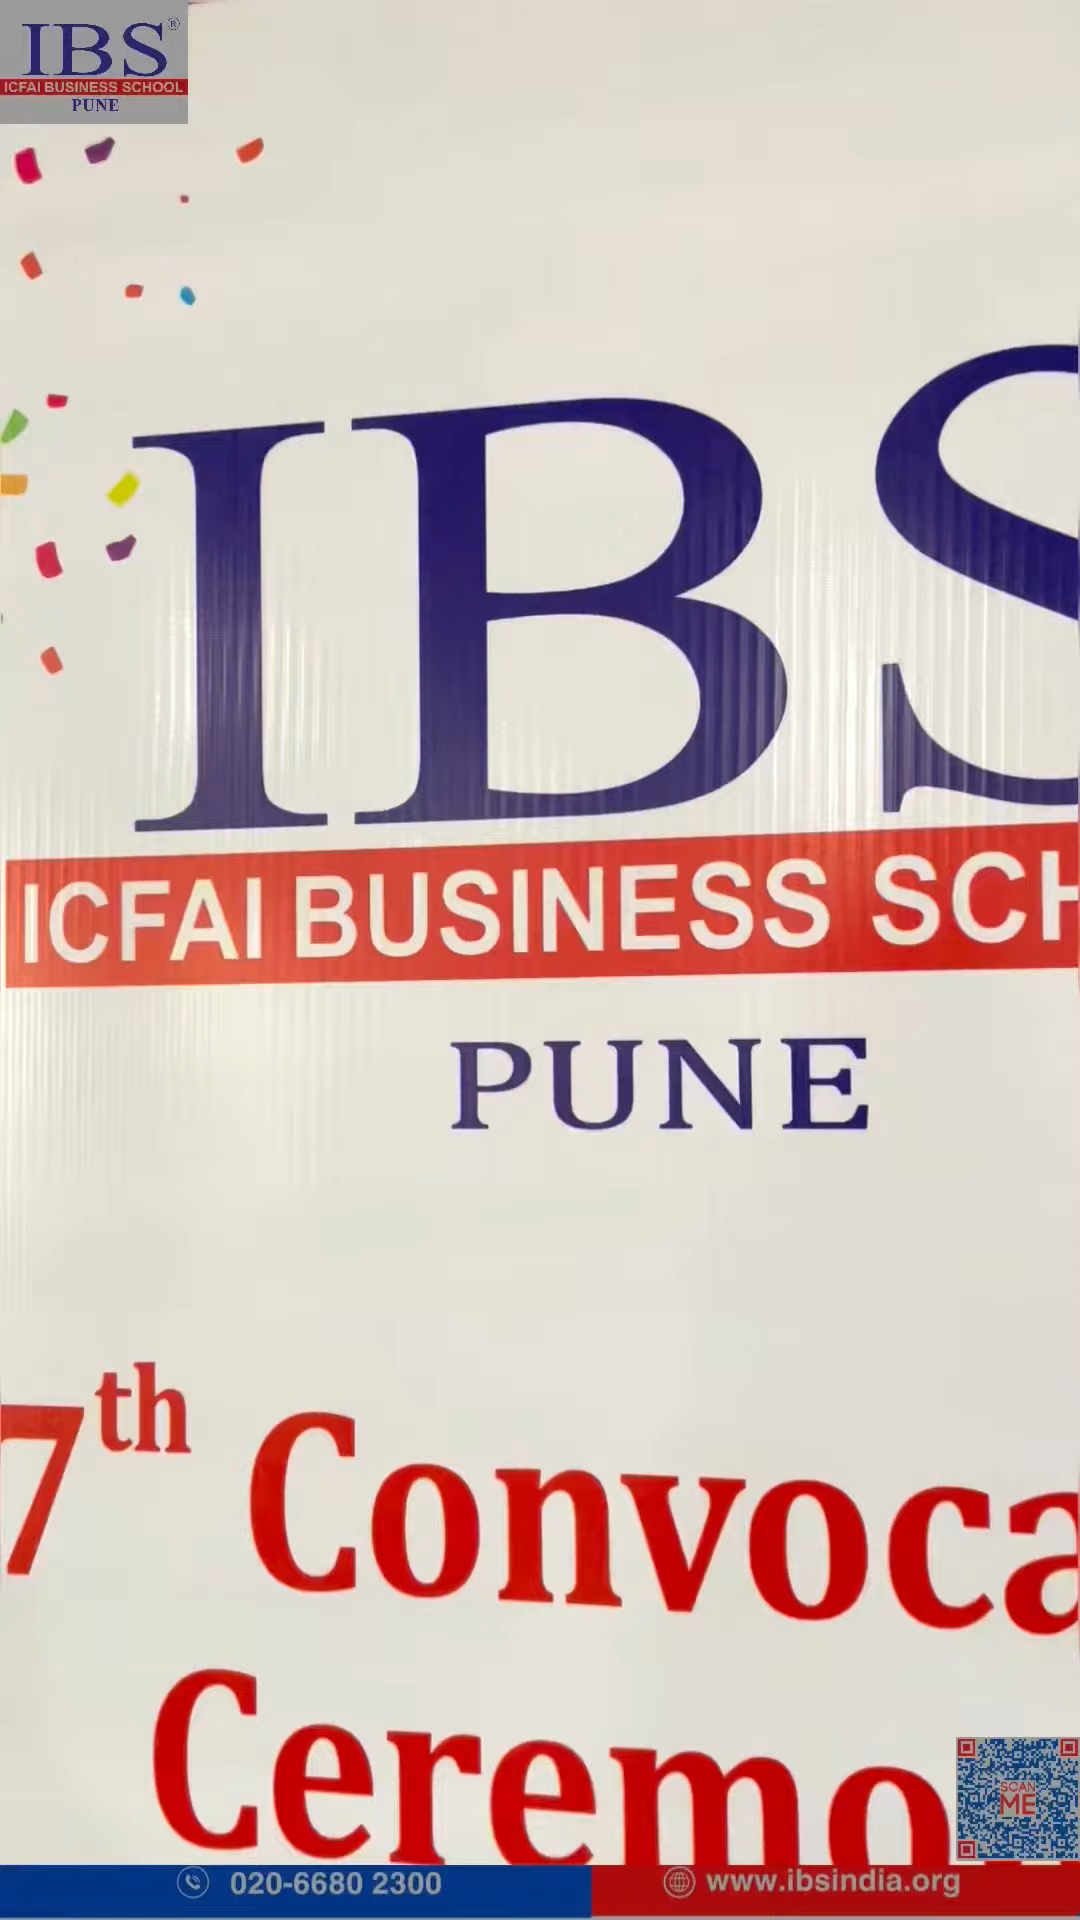 IBS®
ICFAI BUSINESS SCHOOL
PUNE
IBS
ICFAI BUSINESS SCH
PUNE
7th Convoca
Ceremo
SCAN
ME
020-6680 2300
www.ibsindia.org